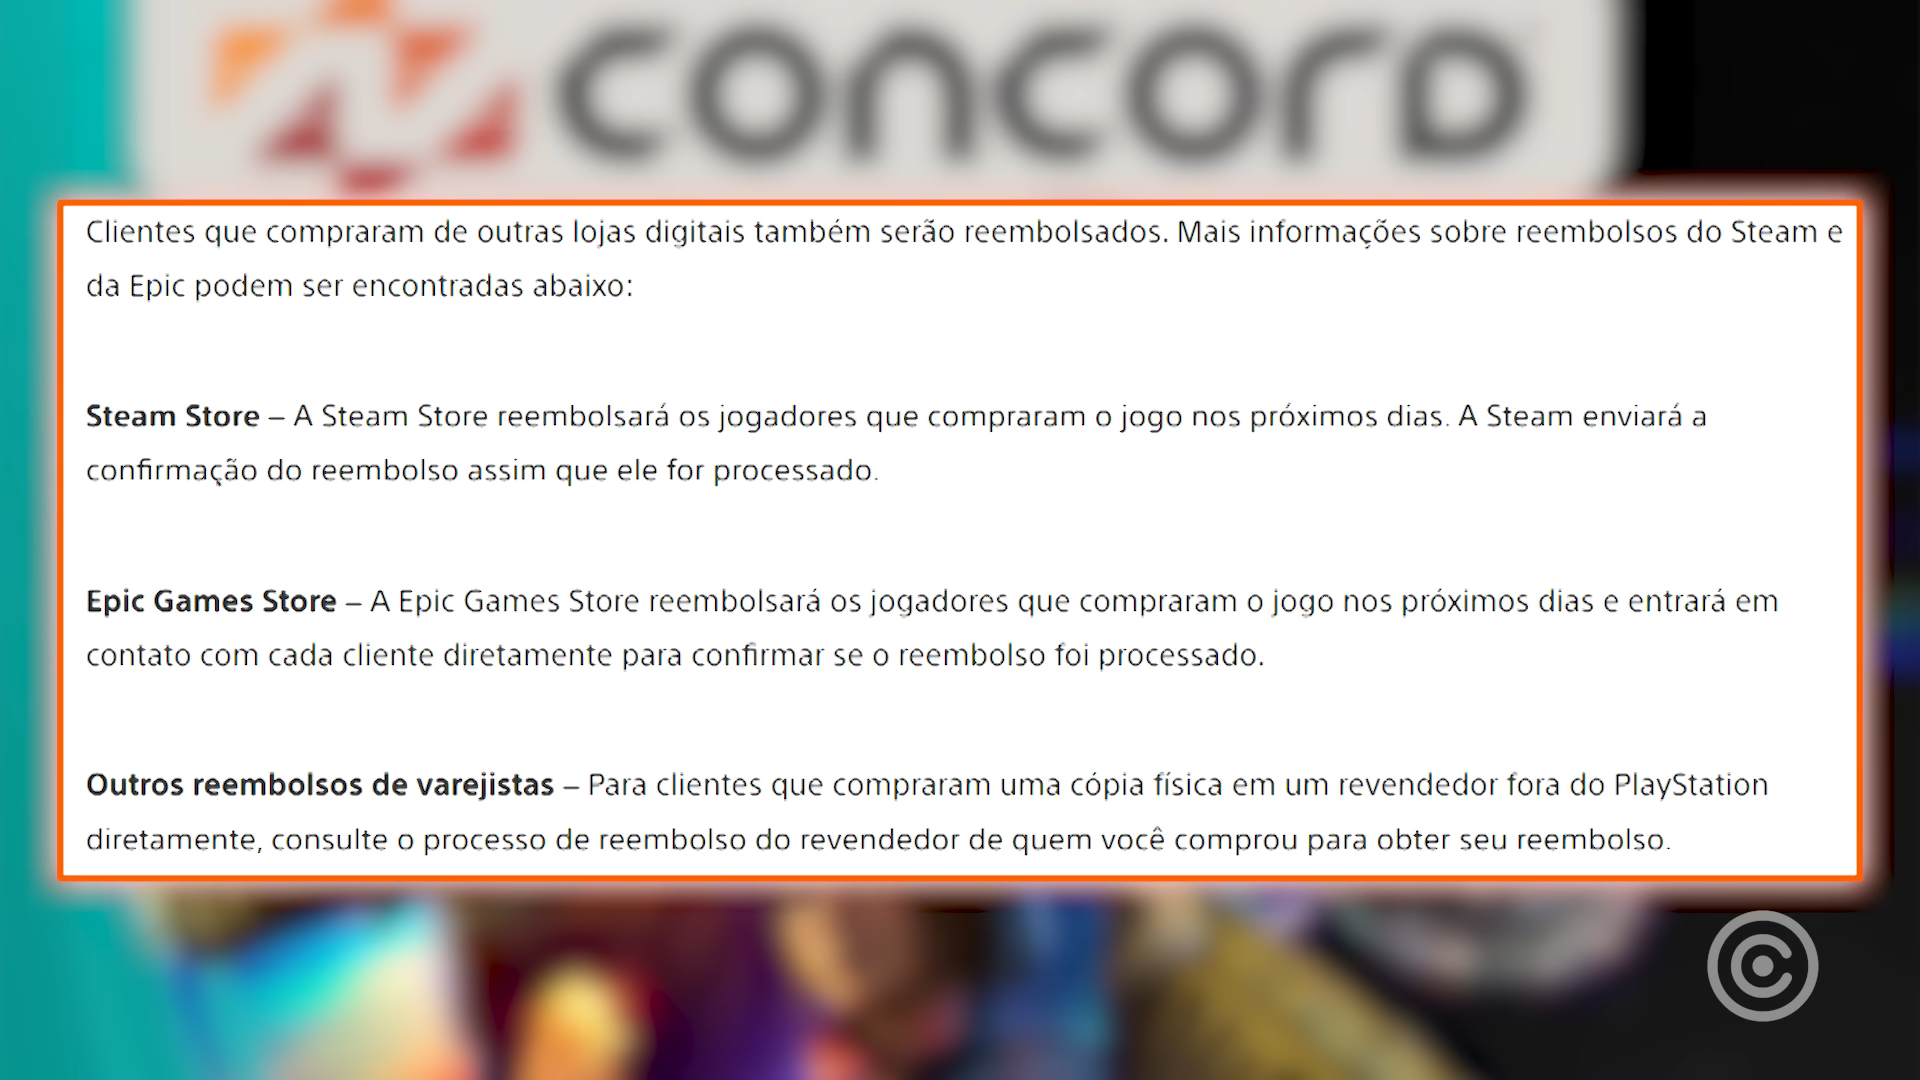 CONCORD
Clientes que compraram de outras lojas digitais também serão reembolsados. Mais informações sobre reembolsos do Steam e
da Epic podem ser encontradas abaixo:
Steam Store – A Steam Store reembolsará os jogadores que compraram o jogo nos próximos dias. A Steam enviará a
confirmação do reembolso assim que ele for processado.
Epic Games Store – A Epic Games Store reembolsará os jogadores que compraram o jogo nos próximos dias e entrará em
contato com cada cliente diretamente para confirmar se o reembolso foi processado.
Outros reembolsos de varejistas – Para clientes que compraram uma cópia física em um revendedor fora do PlayStation
diretamente, consulte o processo de reembolso do revendedor de quem você comprou para obter seu reembolso.